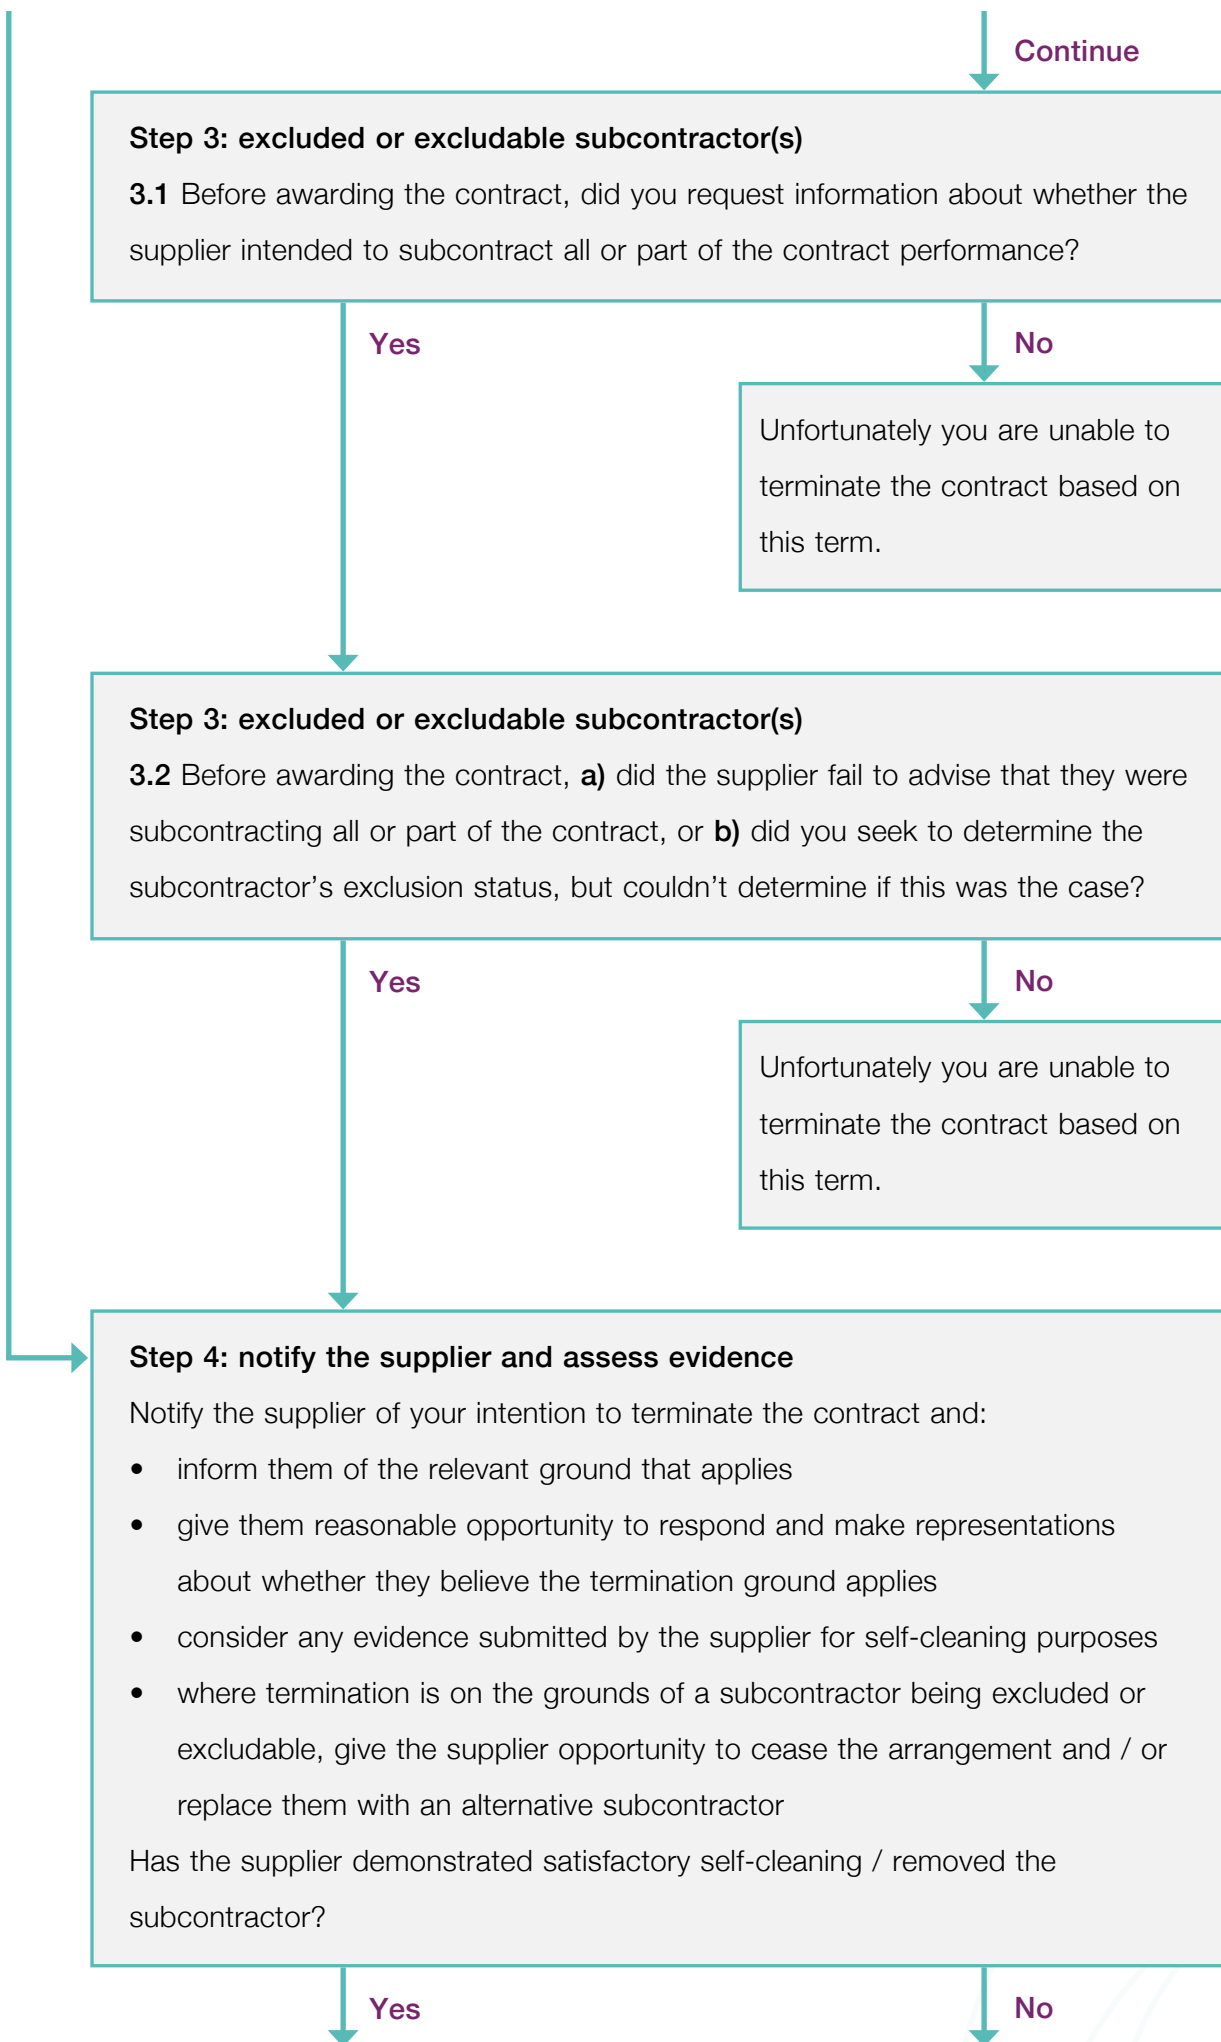 Continue
Step 3: excluded or excludable subcontractor(s)
3.1 Before awarding the contract, did you request information about whether the
supplier intended to subcontract all or part of the contract performance?
Yes
No
Unfortunately you are unable to
terminate the contract based on
this term.
Step 3: excluded or excludable subcontractor(s)
3.2 Before awarding the contract, a) did the supplier fail to advise that they were
subcontracting all or part of the contract, or b) did you seek to determine the
subcontractor’s exclusion status, but couldn’t determine if this was the case?
Yes
No
Unfortunately you are unable to
terminate the contract based on
this term.
Step 4: notify the supplier and assess evidence
Notify the supplier of your intention to terminate the contract and:
• inform them of the relevant ground that applies
• give them reasonable opportunity to respond and make representations
about whether they believe the termination ground applies
• consider any evidence submitted by the supplier for self-cleaning purposes
• where termination is on the grounds of a subcontractor being excluded or
excludable, give the supplier opportunity to cease the arrangement and / or
replace them with an alternative subcontractor
Has the supplier demonstrated satisfactory self-cleaning / removed the
subcontractor?
Yes
No